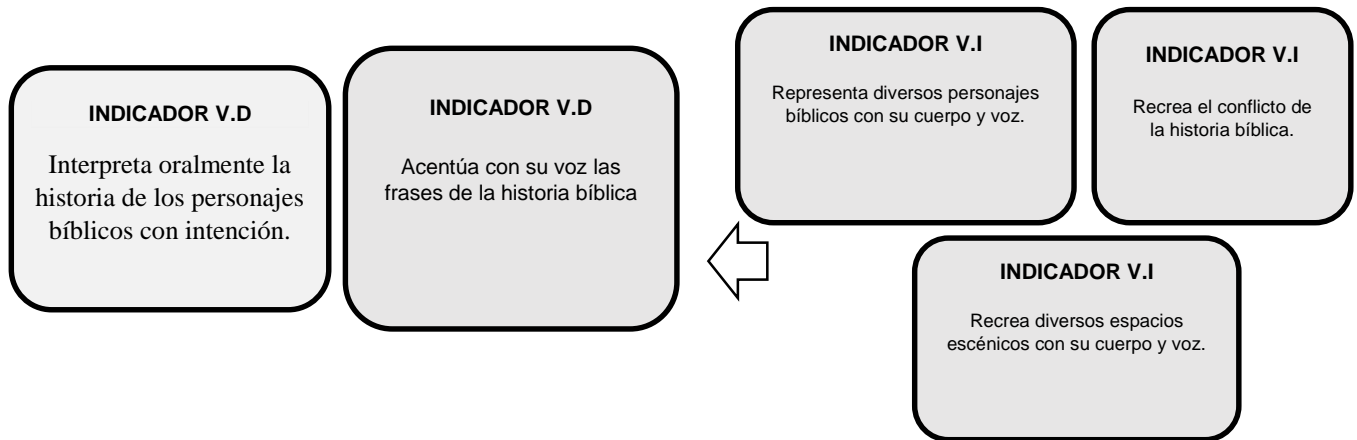 INDICADOR V.D
Interpreta oralmente la
historia de los personajes
bíblicos con intención.
INDICADOR V.D
Acentúa con su voz las
frases de la historia bíblica
INDICADOR V.I
Representa diversos personajes
bíblicos con su cuerpo y voz.
INDICADOR V.I
Recrea el conflicto de
la historia bíblica.
INDICADOR V.I
Recrea diversos espacios
escénicos con su cuerpo y voz.